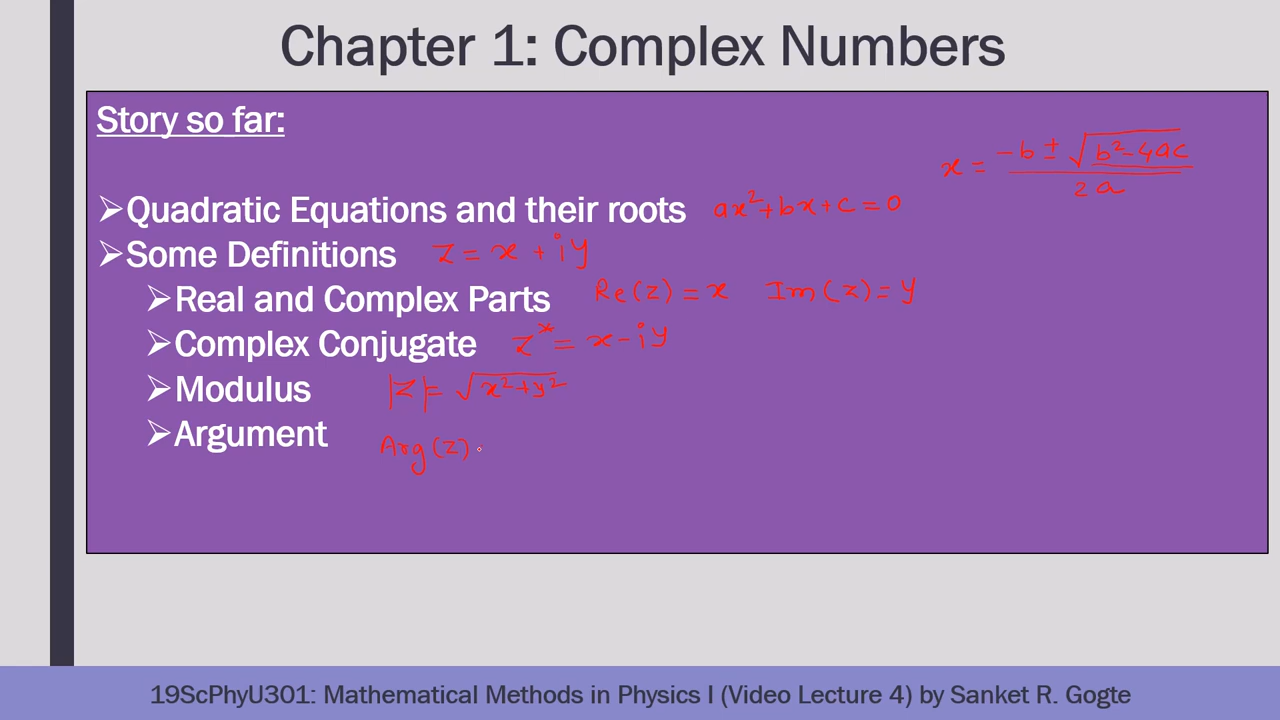 Chapter 1: Complex Numbers
Story so far:
x = -b ± √(b²-4ac) / 2a
➢Quadratic Equations and their roots ax²+bx+c=0
➢Some Definitions z = x + iy
➢Real and Complex Parts Re(z) = x Im(z) = y
➢Complex Conjugate z* = x - iy
➢Modulus |z| = √(x²+y²)
➢Argument Arg(z)
19ScPhyU301: Mathematical Methods in Physics I (Video Lecture 4) by Sanket R. Gogte